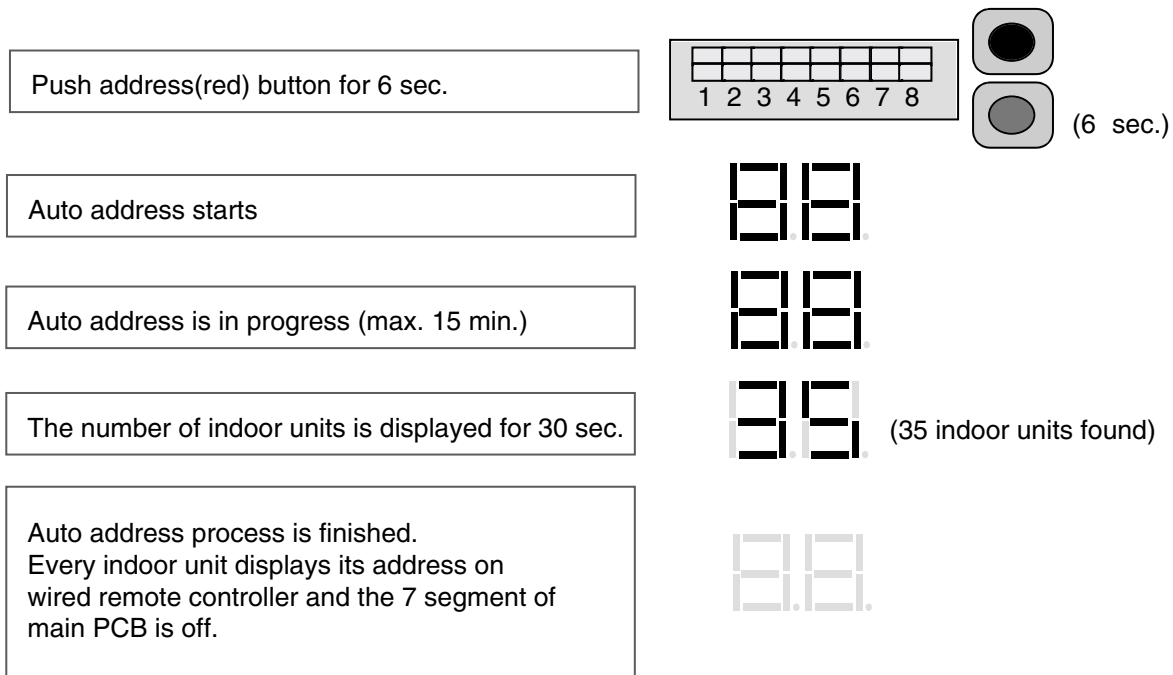 Push address(red) button for 6 sec.
1 2 3 4 5 6 7 8
(6 sec.)
Auto address starts
88
Auto address is in progress (max. 15 min.)
88
The number of indoor units is displayed for 30 sec.
35
(35 indoor units found)
Auto address process is finished.
Every indoor unit displays its address on
wired remote controller and the 7 segment of
main PCB is off.